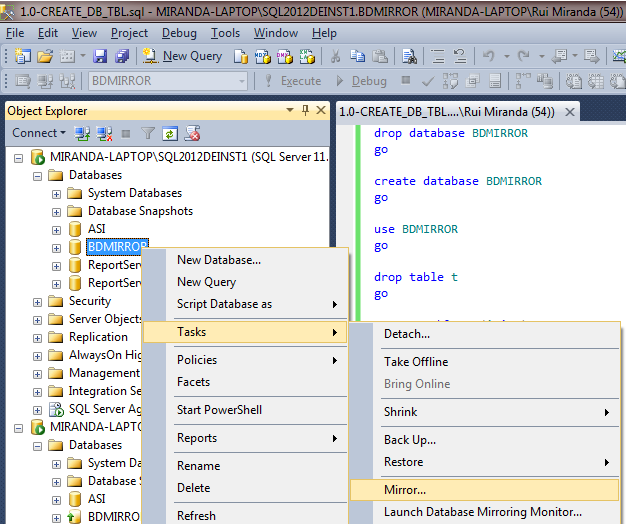 1.0-CREATE_DB_TBL.sql - MIRANDA-LAPTOP\SQL2012DEINST1.BDMIRROR (MIRANDA-LAPTOP\Rui Miranda (54))
File Edit View Project Debug Tools Window Community Help
New Query
BDMIRROR Execute Debug
Object Explorer
1.0-CREATE_DB_TBL....\Rui Miranda (54))
Connect
MIRANDA-LAPTOP\SQL2012DEINST1 (SQL Server 11.
Databases
System Databases
Database Snapshots
ASI
BDMIRROR
ReportServ
ReportServ
Security
Server Objects
Replication
AlwaysOn Hig
Management
Integration Se
SQL Server Ag
MIRANDA-LAPTO
Databases
System Da
Database S
ASI
BDMIRRO
drop database BDMIRROR
go
create database BDMIRROR
go
use BDMIRROR
go
drop table t
go
New Database...
New Query
Script Database as
Tasks
Policies
Facets
Start PowerShell
Reports
Rename
Delete
Refresh
Detach...
Take Offline
Bring Online
Shrink
Back Up...
Restore
Mirror...
Launch Database Mirroring Monitor...